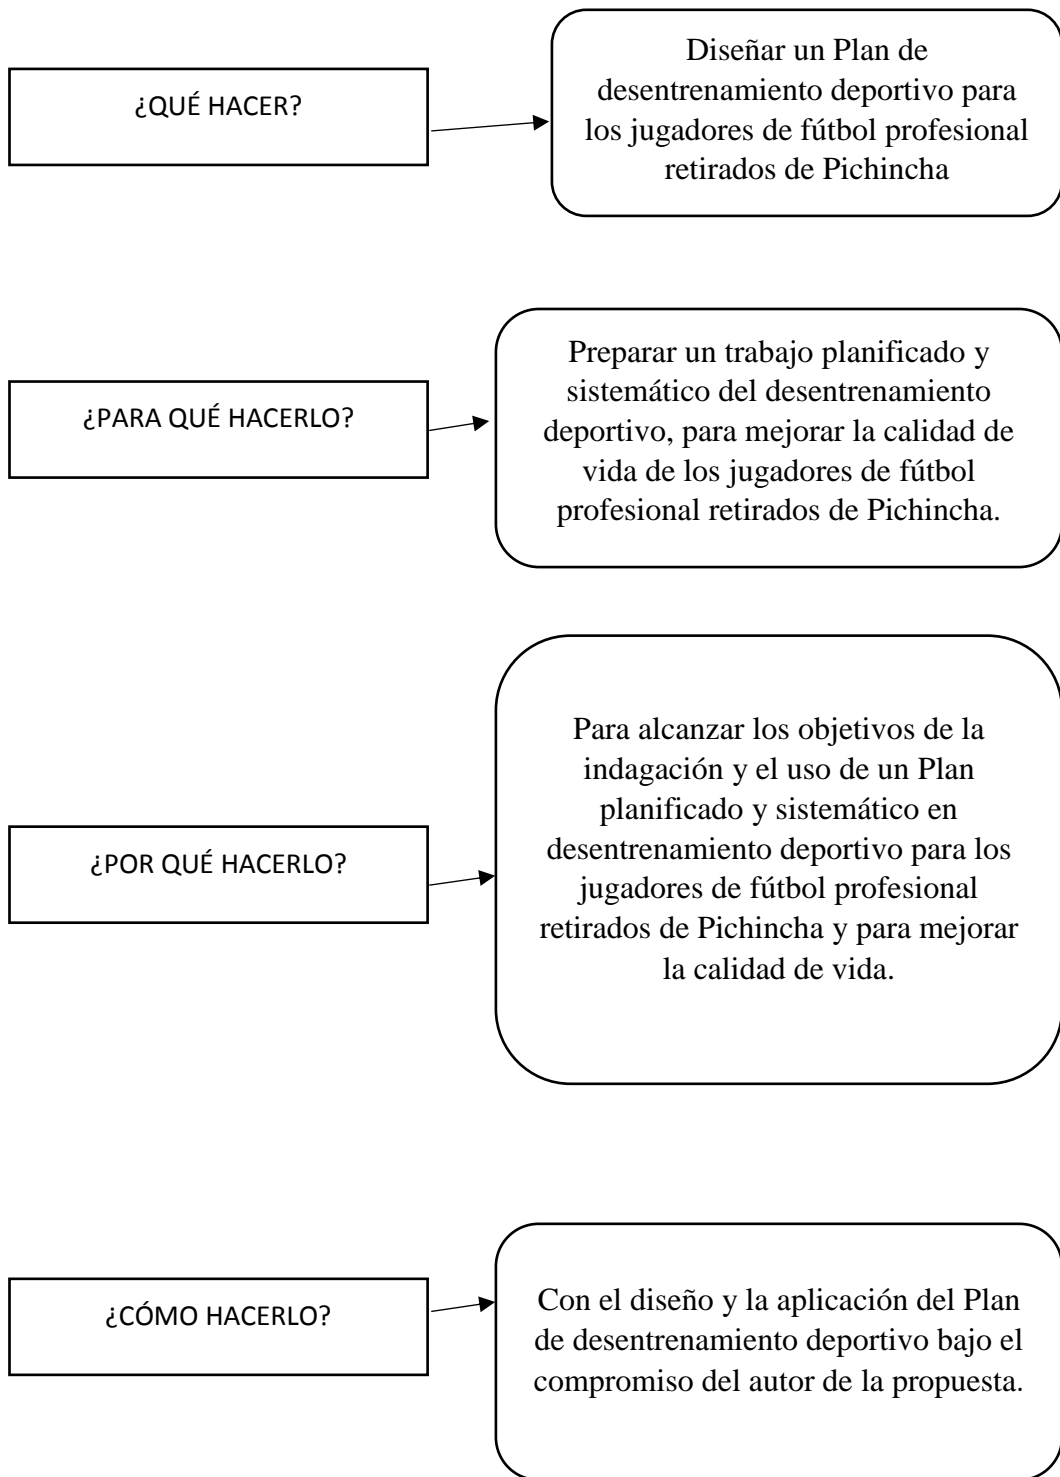 ¿QUÉ HACER?
Diseñar un Plan de
desentrenamiento deportivo para
los jugadores de fútbol profesional
retirados de Pichincha
¿PARA QUÉ HACERLO?
Preparar un trabajo planificado y
sistemático del desentrenamiento
deportivo, para mejorar la calidad de
vida de los jugadores de fútbol
profesional retirados de Pichincha.
¿POR QUÉ HACERLO?
Para alcanzar los objetivos de la
indagación y el uso de un Plan
planificado y sistemático en
desentrenamiento deportivo para los
jugadores de fútbol profesional
retirados de Pichincha y para mejorar
la calidad de vida.
¿CÓMO HACERLO?
Con el diseño y la aplicación del Plan
de desentrenamiento deportivo bajo el
compromiso del autor de la propuesta.